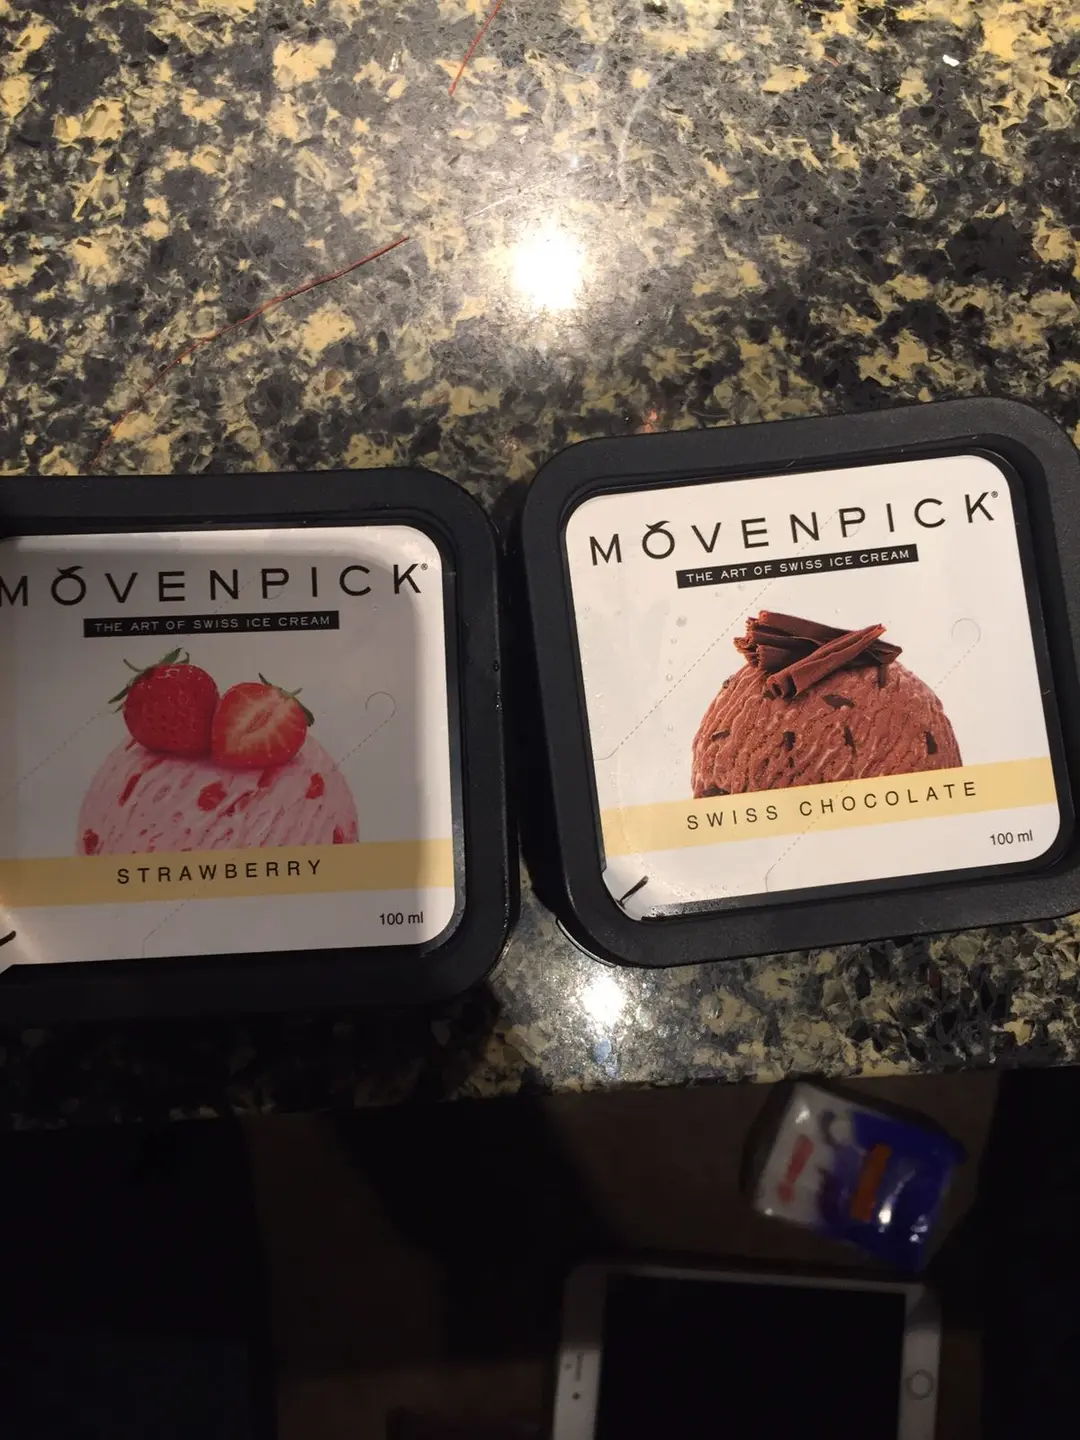 MÖVENPICK®
THE ART OF SWISS ICE CREAM
STRAWBERRY
100 ml
MÖVENPICK®
THE ART OF SWISS ICE CREAM
SWISS CHOCOLATE
100 ml